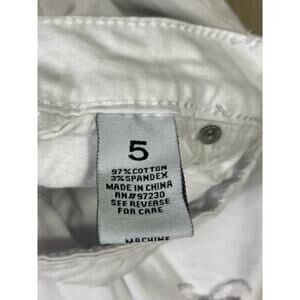 5
97% COTTON
3% SPANDEX
MADE IN CHINA
RN#97230
SEE REVERSE
FOR CARE
MACHINE